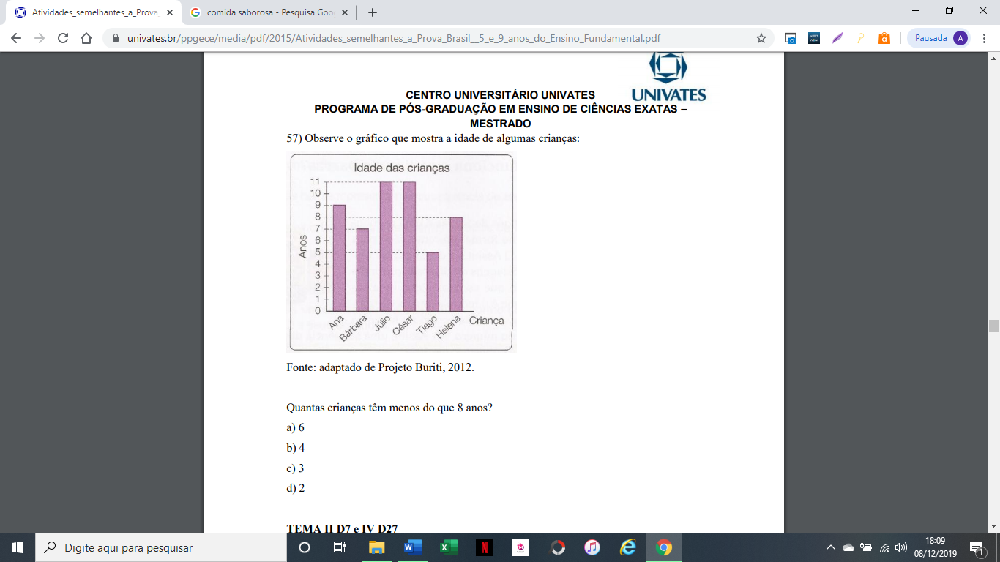 Atividades_semelhantes_a_Prova_
comida saborosa - Pesquisa Goo
univates.br/ppgece/media/pdf/2015/Atividades_semelhantes_a_Prova_Brasil__5_e_9_anos_do_Ensino_Fundamental.pdf
Pausada
A
UNIVATES
CENTRO UNIVERSITÁRIO UNIVATES
PROGRAMA DE PÓS-GRADUAÇÃO EM ENSINO DE CIÊNCIAS EXATAS –
MESTRADO
57) Observe o gráfico que mostra a idade de algumas crianças:
Idade das crianças
Anos
11
10
9
8
7
6
5
4
3
2
1
0
Ana
Bárbara
Júlio
César
Tiago
Helena
Criança
Fonte: adaptado de Projeto Buriti, 2012.
Quantas crianças têm menos do que 8 anos?
a) 6
b) 4
c) 3
d) 2
TEMA II D7 e IV D27
Digite aqui para pesquisar
18:09
08/12/2019
1